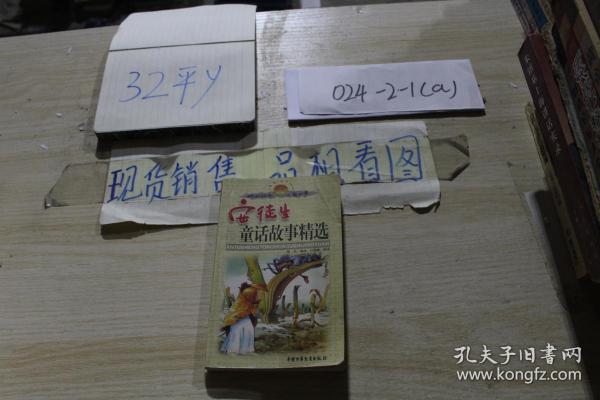 32平y
024-2-1(a)
现货销售 品相看图
安徒生
童话故事精选
ANTUSHENGTONGHUAGUSHIJINGXUAN
孔夫子旧书网
www.kongfz.com